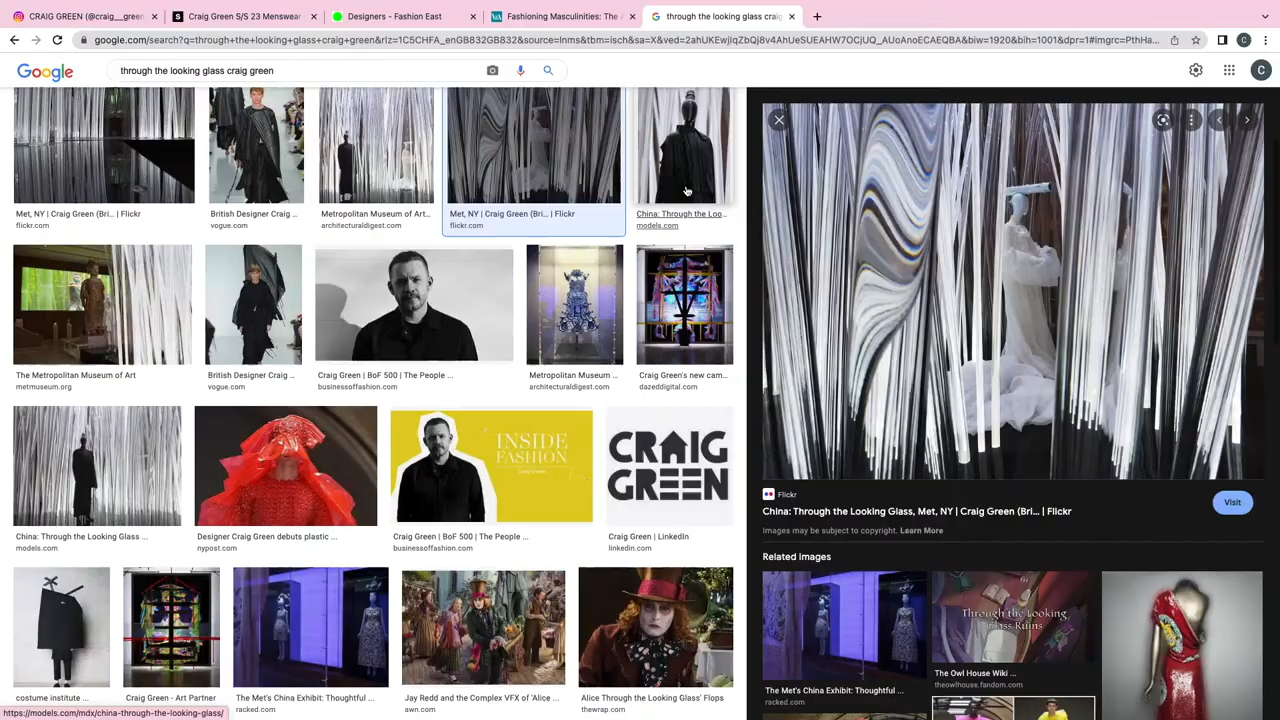 CRAIG GREEN (@craig__green
Craig Green S/S 23 Menswear
Designers - Fashion East
Fashioning Masculinities: The A
through the looking glass craig
google.com/search?q=through+the+looking+glass+craig+green&rlz=1C5CHFA_enGB832GB832&source=lnms&tbm=isch&sa=X&ved=2ahUKEwjIqZbQj8v4AhUeSUEAHW7OCjUQ_AUoAnoECAEQBA&biw=1920&bih=1001&dpr=1#imgrc=PthHa...
C
Google
through the looking glass craig green
C
Met, NY | Craig Green (Bri... | Flickr
flickr.com
British Designer Craig ...
vogue.com
Metropolitan Museum of Art...
architecturaldigest.com
Met, NY | Craig Green (Bri... | Flickr
flickr.com
China: Through the Loo...
models.com
The Metropolitan Museum of Art
metmuseum.org
British Designer Craig ...
vogue.com
Craig Green | BoF 500 | The People ...
businessoffashion.com
Metropolitan Museum ...
architecturaldigest.com
Craig Green's new cam...
dazeddigital.com
INSIDE
FASHION
Craig Green
CRAIG
GREEN
China: Through the Looking Glass ...
models.com
Designer Craig Green debuts plastic ...
nypost.com
Craig Green | BoF 500 | The People ...
businessoffashion.com
Craig Green | LinkedIn
linkedin.com
costume institute ...
Craig Green - Art Partner
The Met's China Exhibit: Thoughtful ...
racked.com
Jay Redd and the Complex VFX of 'Alice ...
awn.com
Alice Through the Looking Glass' Flops
thewrap.com
https://models.com/mdx/china-through-the-looking-glass/
Flickr
China: Through the Looking Glass, Met, NY | Craig Green (Bri... | Flickr
Visit
Images may be subject to copyright. Learn More
Related images
Through the Looking
Glass Ruins
The Met's China Exhibit: Thoughtful ...
racked.com
The Owl House Wiki ...
theowlhouse.fandom.com